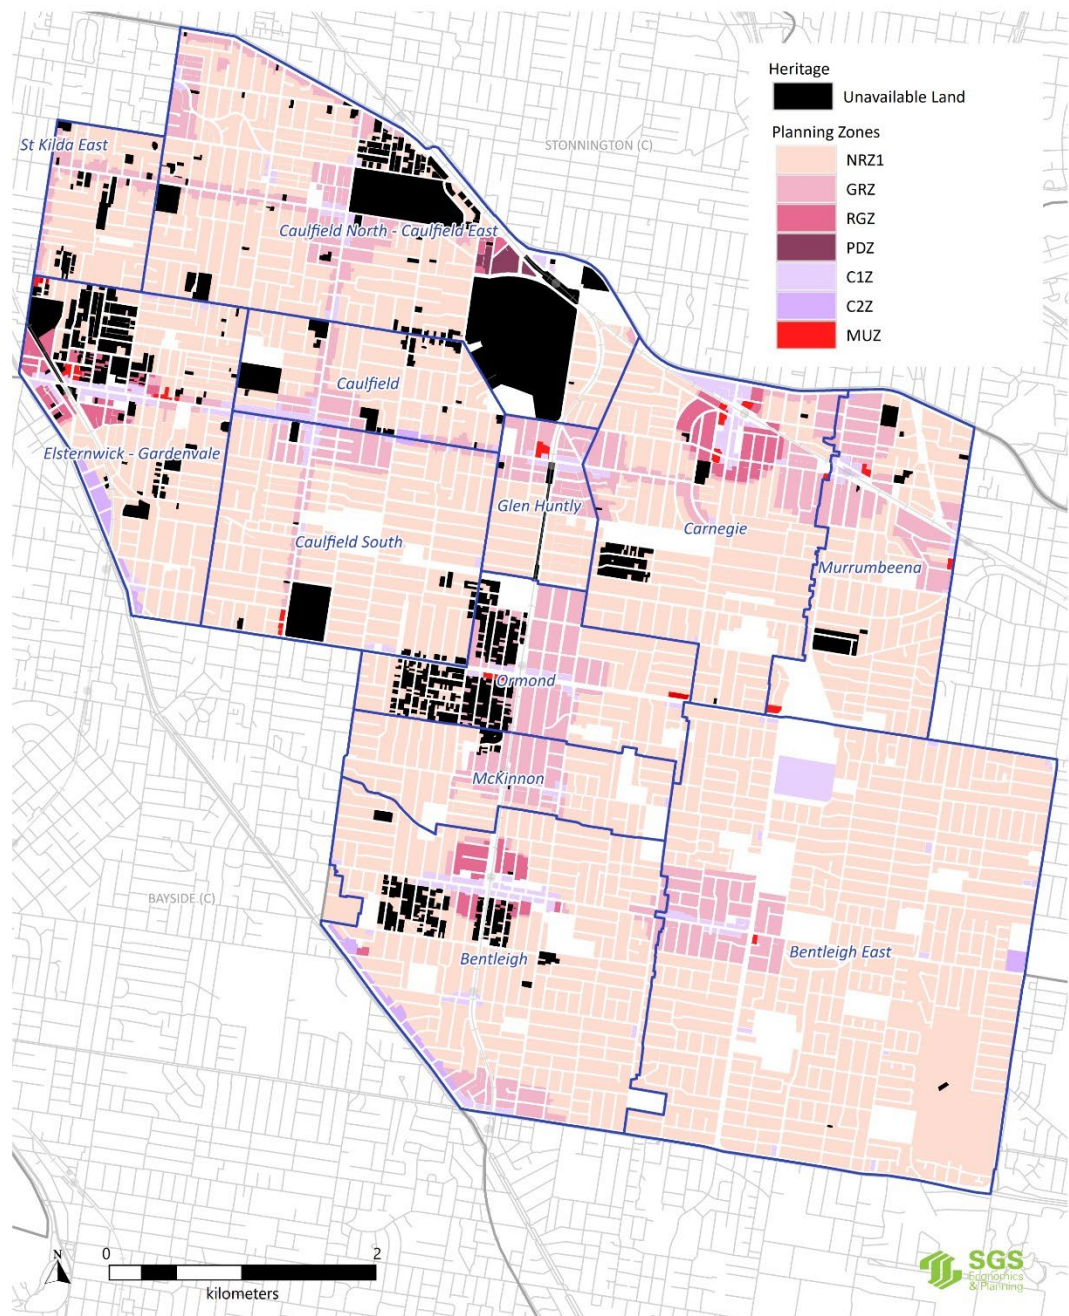 Heritage
Unavailable Land
Planning Zones
NRZ1
GRZ
RGZ
PDZ
C1Z
C2Z
MUZ
STONNINGTON (C)
St Kilda East
Caulfield North - Caulfield East
Caulfield
Elsternwick - Gardenvale
Glen Huntly
Carnegie
Caulfield South
Murrumbeena
Ormond
McKinnon
BAYSIDE (C)
Bentleigh East
Bentleigh
N
0
2
kilometers
SGS
Economics
& Planning